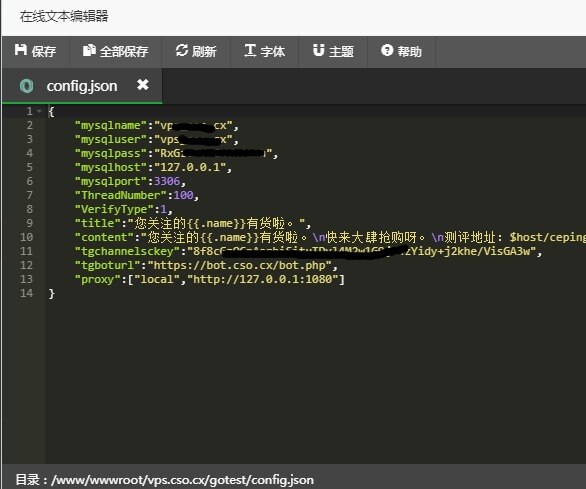 在线文本编辑器
保存 全部保存 刷新 字体 主题 帮助
config.json
1 {
2 "mysqlname":"vp cx",
3 "mysqluser":"vps cx",
4 "mysqlpass":"RxG ",
5 "mysqlhost":"127.0.0.1",
6 "mysqlport":3306,
7 "ThreadNumber":100,
8 "VerifyType":1,
9 "title":"您关注的{{.name}}有货啦。",
10 "content":"您关注的{{.name}}有货啦。\n快来大肆抢购呀。\n测评地址: $host/ceping
11 "tgchannelsckey":"8f8c Yidy+j2khe/VisGA3w",
12 "tgboturl":"https://bot.cso.cx/bot.php",
13 "proxy":["local","http://127.0.0.1:1080"]
14 }
目录：/www/wwwroot/vps.cso.cx/gotest/config.json